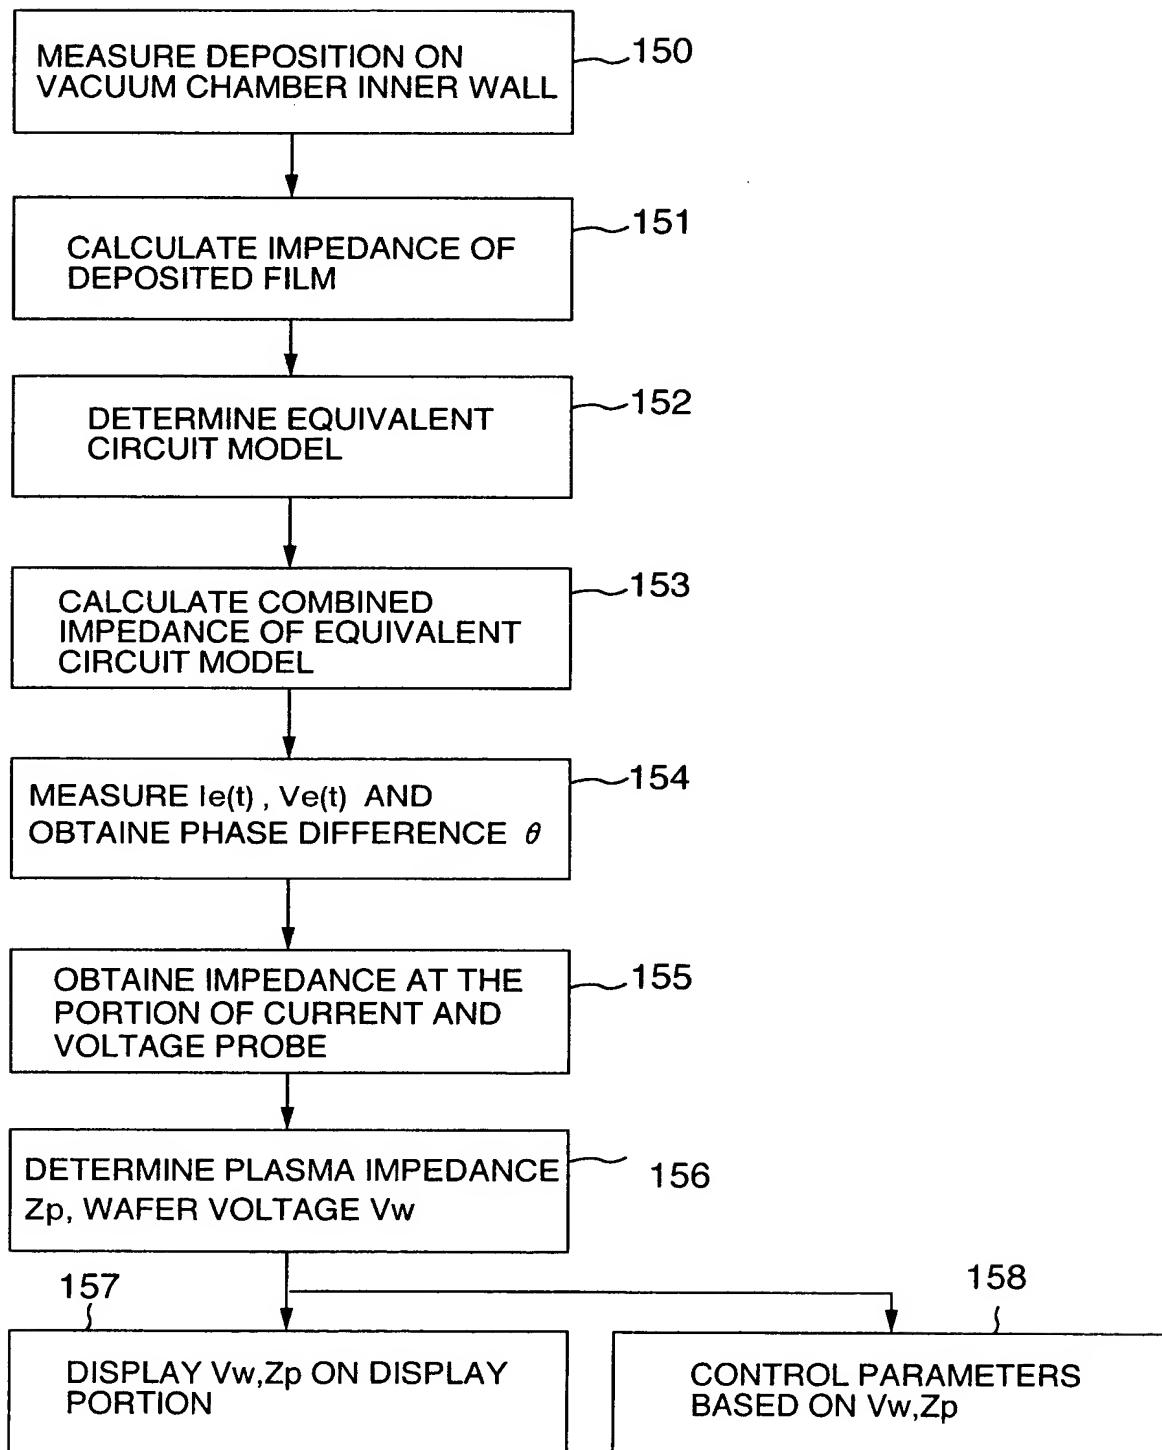 MEASURE DEPOSITION ON
VACUUM CHAMBER INNER WALL
150
CALCULATE IMPEDANCE OF
DEPOSITED FILM
151
DETERMINE EQUIVALENT
CIRCUIT MODEL
152
CALCULATE COMBINED
IMPEDANCE OF EQUIVALENT
CIRCUIT MODEL
153
MEASURE Ie(t) , Ve(t) AND
OBTAINE PHASE DIFFERENCE θ
154
OBTAINE IMPEDANCE AT THE
PORTION OF CURRENT AND
VOLTAGE PROBE
155
DETERMINE PLASMA IMPEDANCE
Zp, WAFER VOLTAGE Vw
156
157
DISPLAY Vw,Zp ON DISPLAY
PORTION
158
CONTROL PARAMETERS
BASED ON Vw,Zp